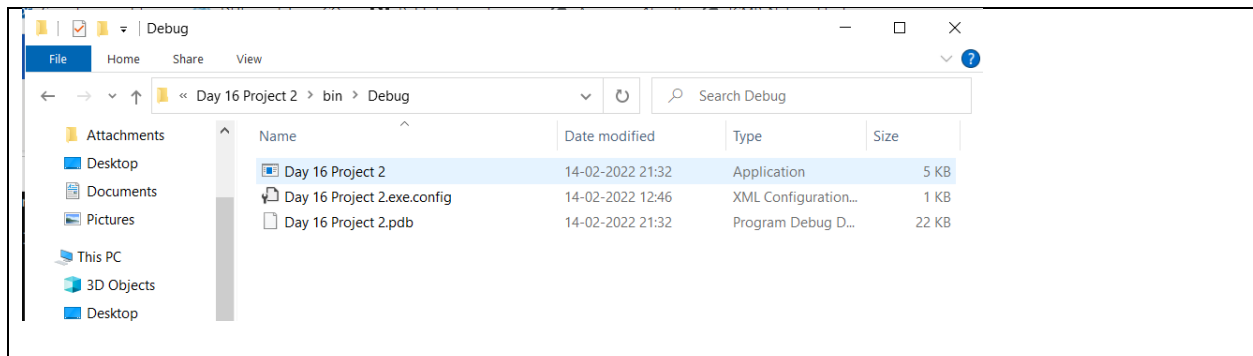 Debug
File Home Share View
« Day 16 Project 2 > bin > Debug Search Debug
Attachments
Desktop
Documents
Pictures
This PC
3D Objects
Desktop
Name Date modified Type Size
Day 16 Project 2 14-02-2022 21:32 Application 5 KB
Day 16 Project 2.exe.config 14-02-2022 12:46 XML Configuration... 1 KB
Day 16 Project 2.pdb 14-02-2022 21:32 Program Debug D... 22 KB